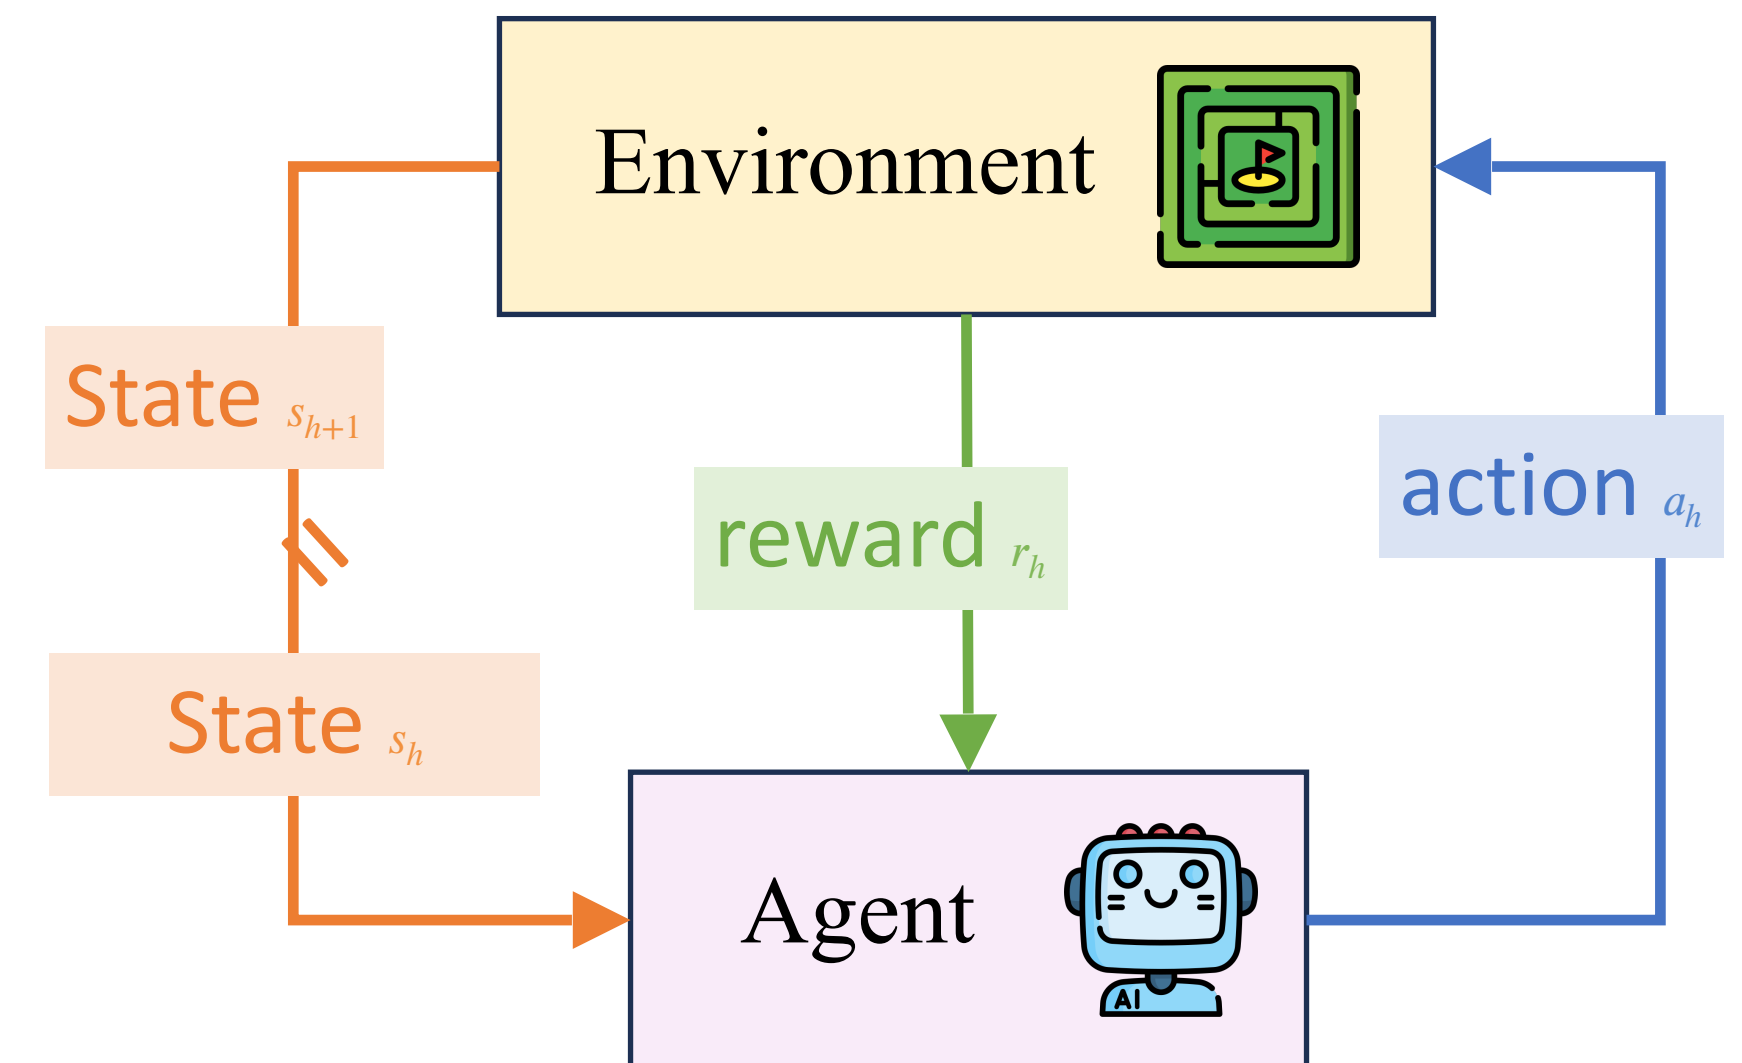 Environment
State s_{h+1}
action a_h
reward r_h
State s_h
Agent
AI